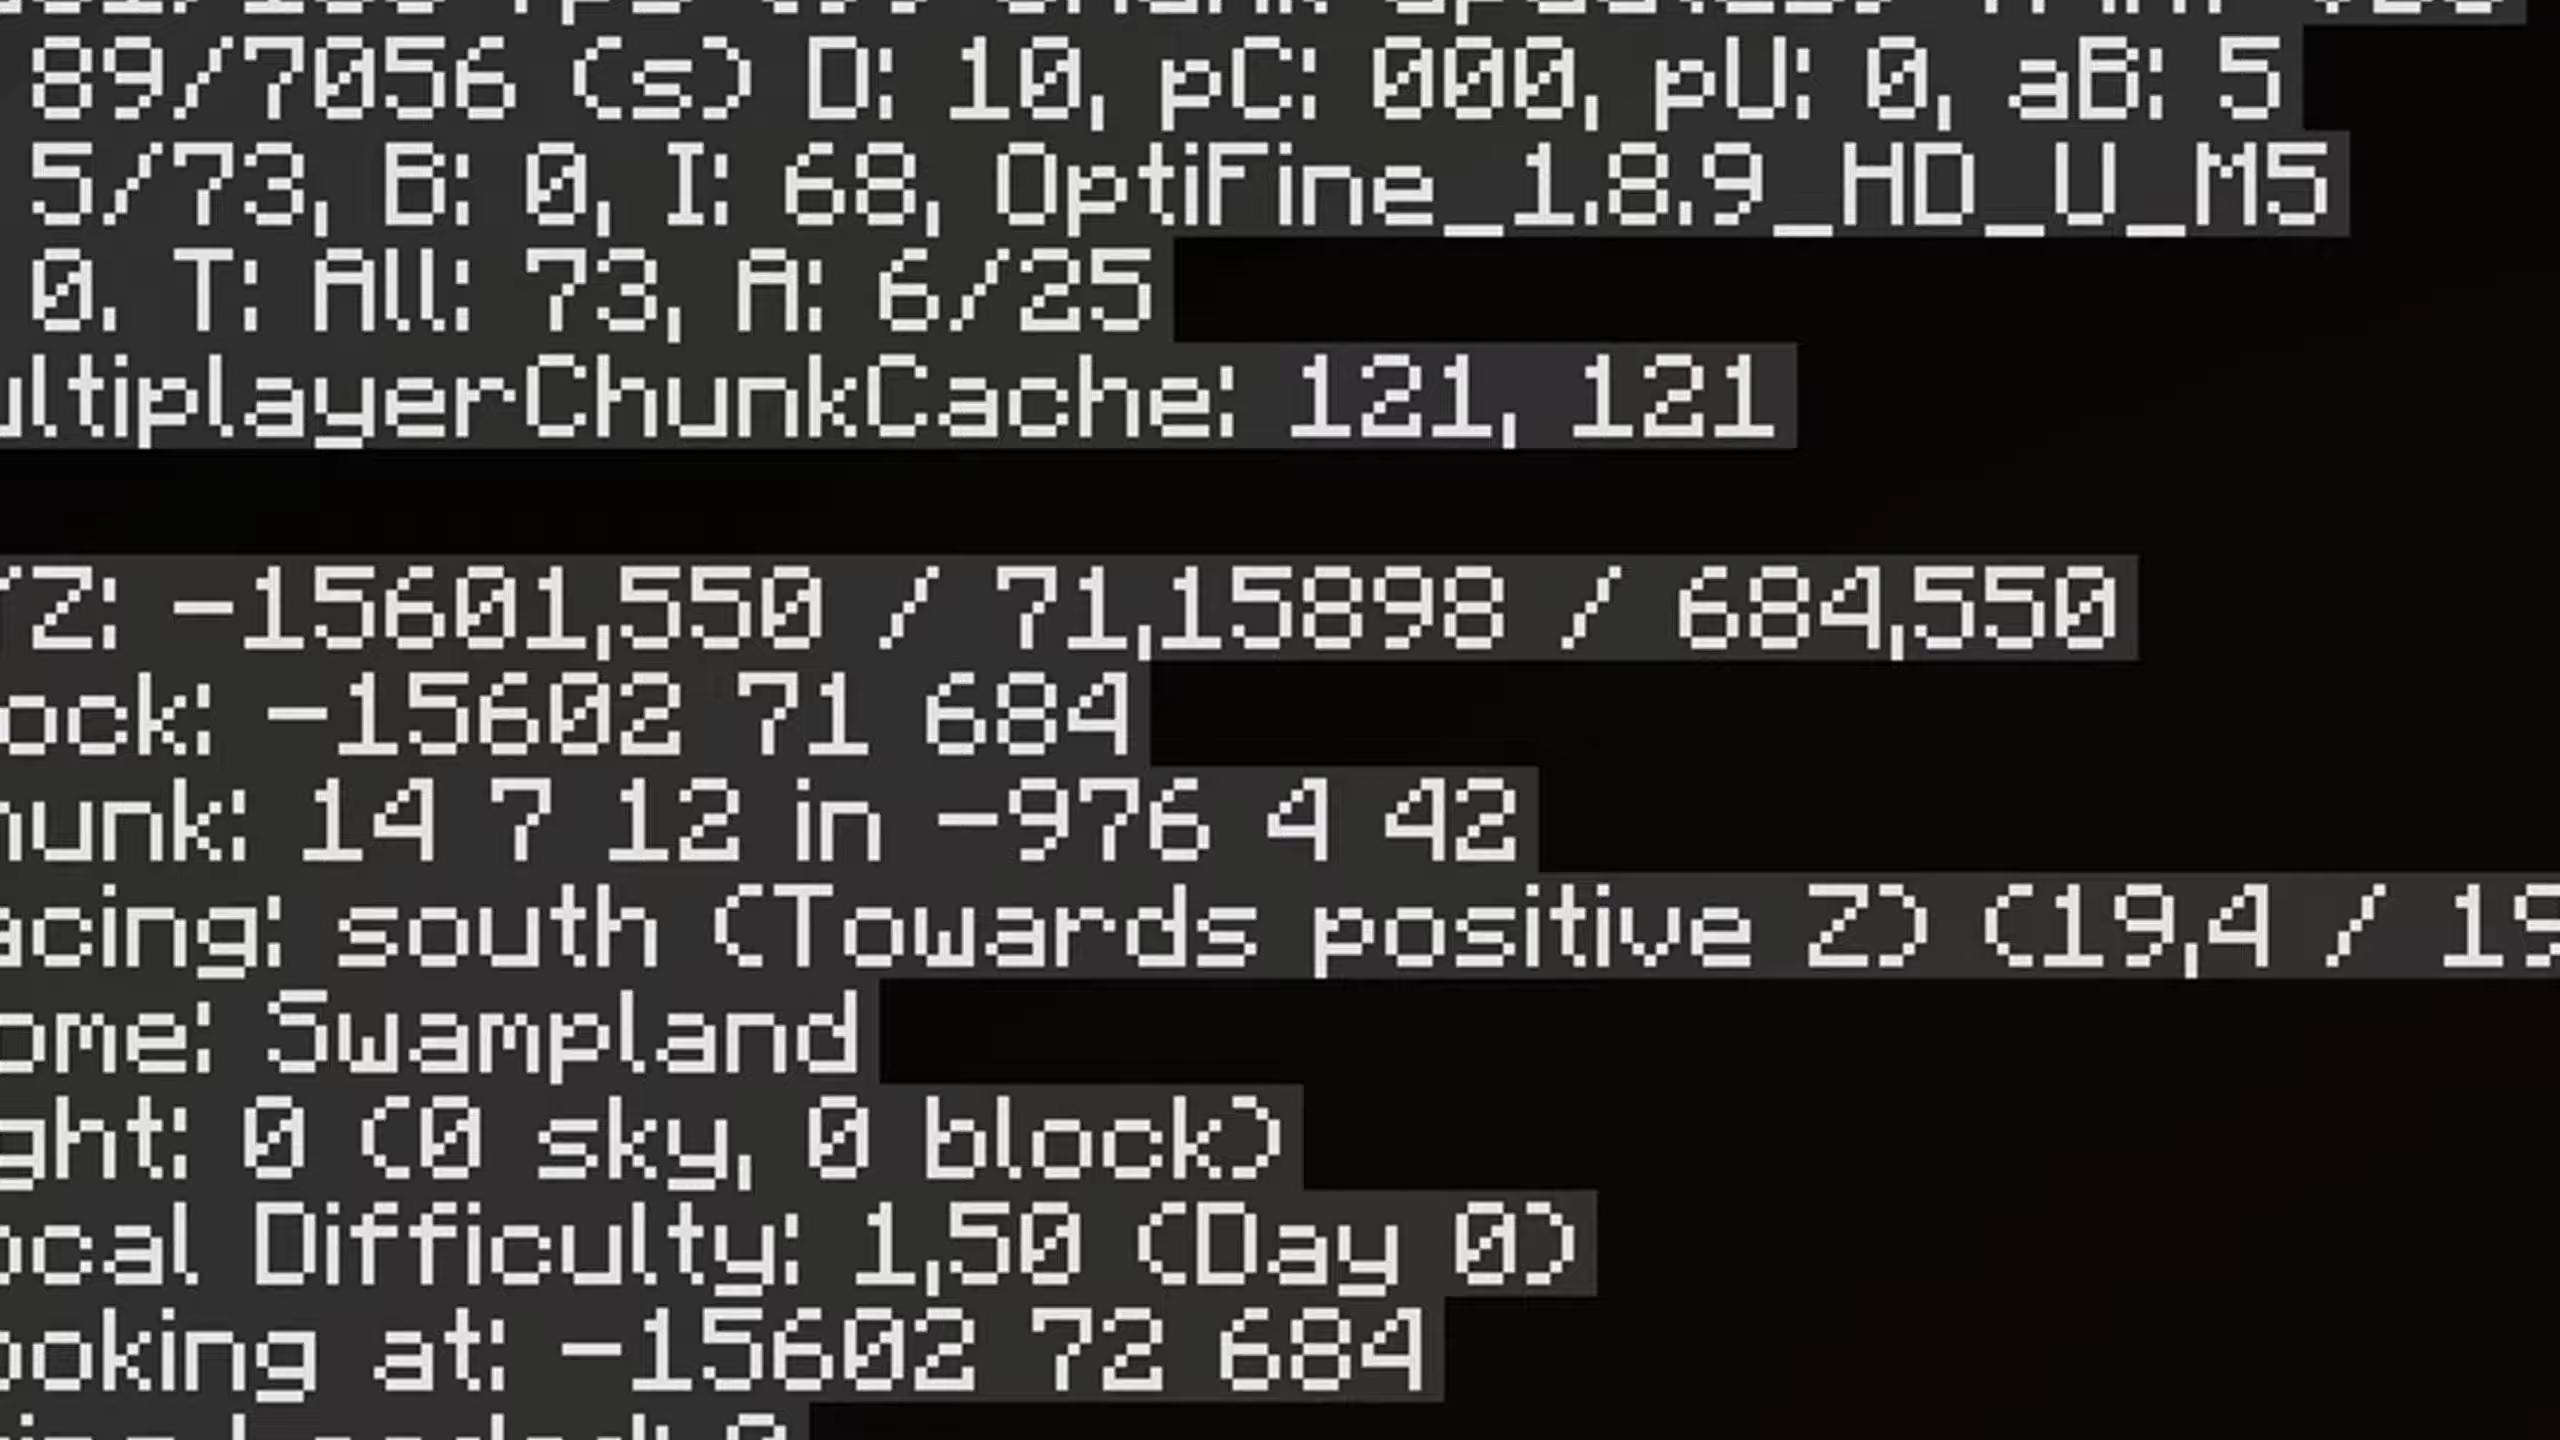 89/7056 (s) D: 10, pC: 000, pU: 0, aB: 5
5/73, B: 0, I: 68, OptiFine_1.8.9_HD_U_M5
0, T: All: 73, A: 6/25
ultiplayerChunkCache: 121, 121
Z: -15601,550 / 71,15898 / 684,550
ock: -15602 71 684
hunk: 14 7 12 in -976 4 42
acing: south (Towards positive Z) (19,4 / 19
ome: Swampland
ght: 0 (0 sky, 0 block)
ocal Difficulty: 1,50 (Day 0)
ooking at: -15602 72 684